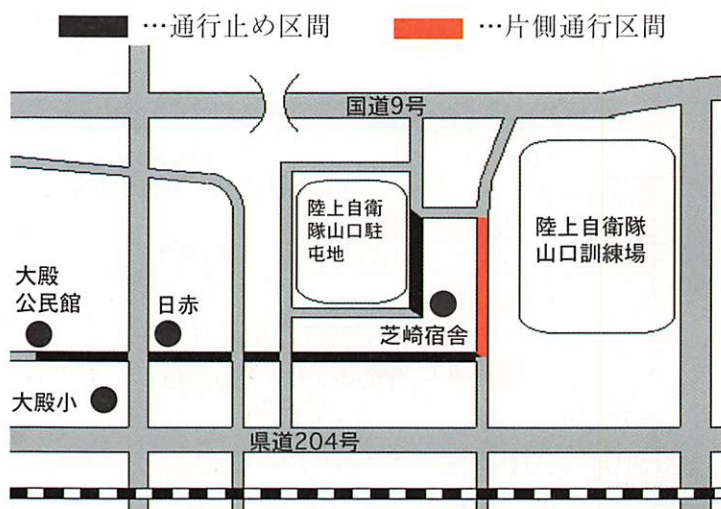 …通行止め区間
…片側通行区間
国道9号
陸上自衛
隊山口駐
屯地
陸上自衛隊
山口訓練場
大殿
公民館
日赤
芝崎宿舎
大殿小
県道204号